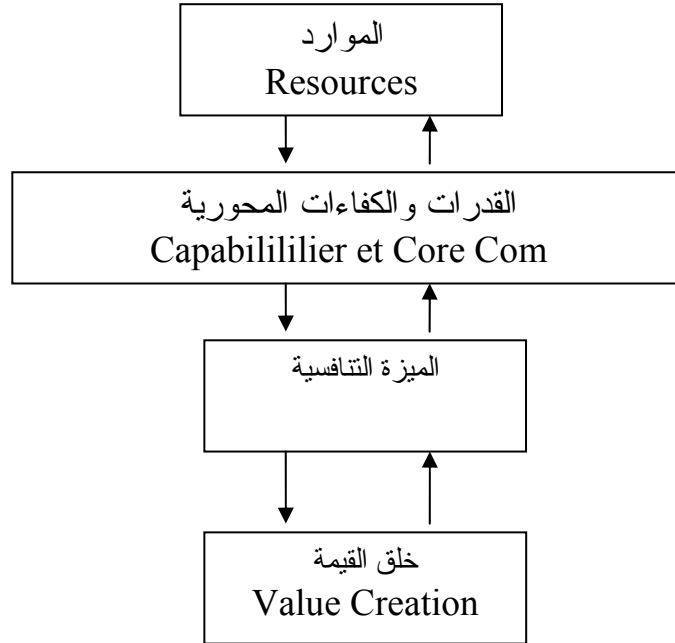 الموارد
Resources
القدرات والكفاءات المحورية
Capabilililier et Core Com
الميزة التنافسية
خلق القيمة
Value Creation